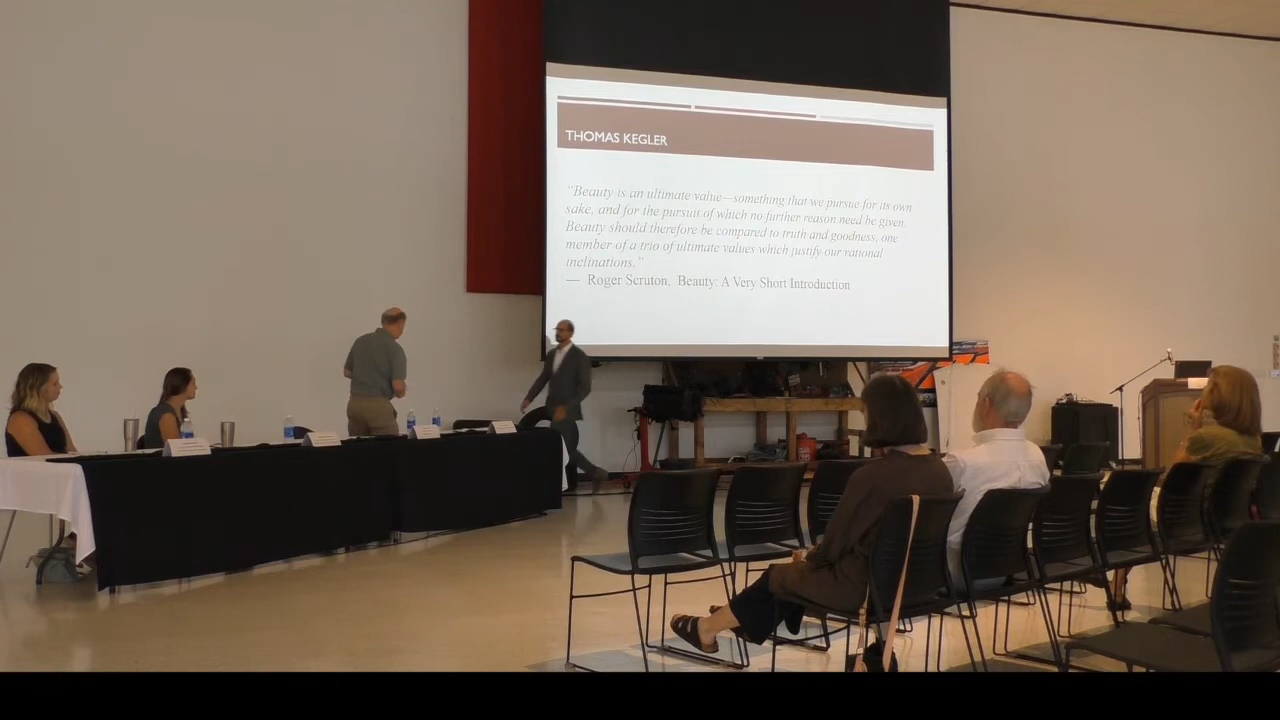 THOMAS KEGLER
"Beauty is an ultimate value—something that we pursue for its own
sake, and for the pursuit of which no further reason need be given.
Beauty should therefore be compared to truth and goodness, one
member of a trio of ultimate values which justify our rational
inclinations."
— Roger Scruton, Beauty: A Very Short Introduction